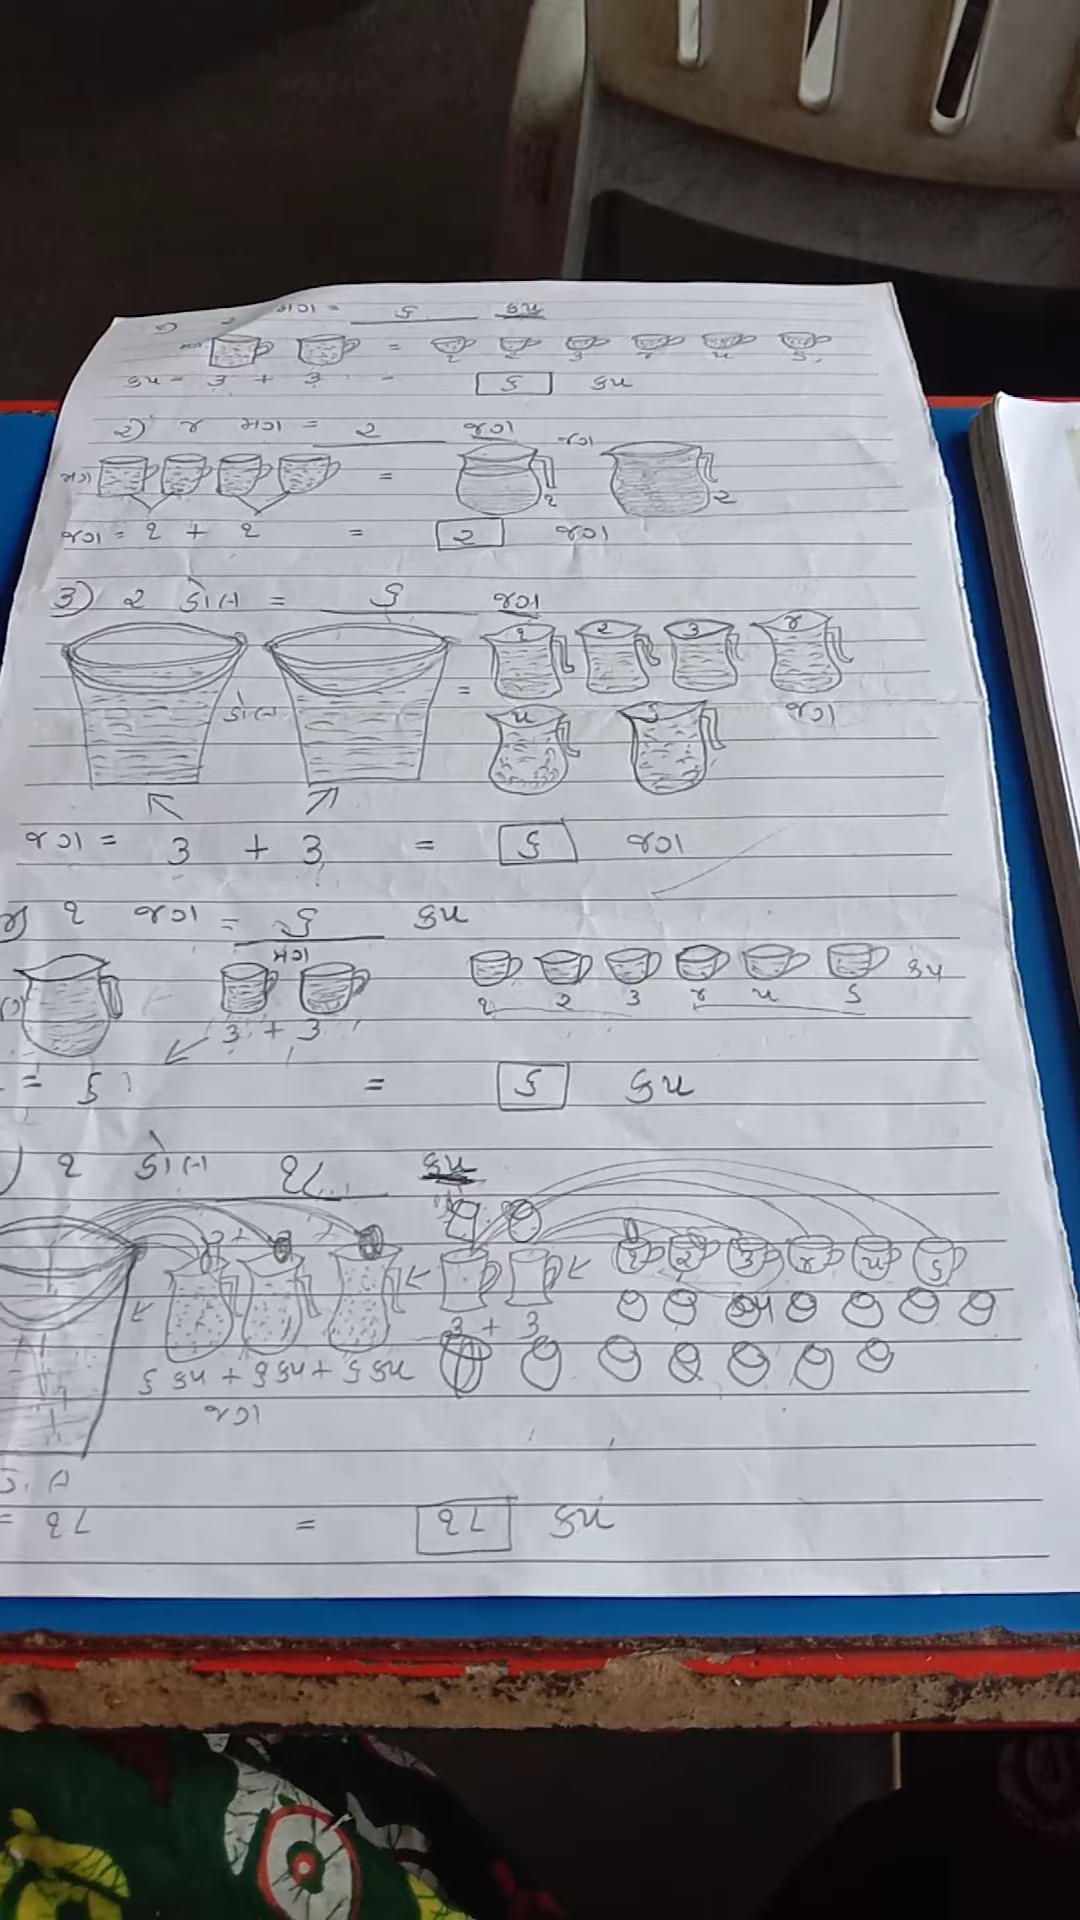 ૨ મગ = ૬ કપ
= ૧ ૨ ૩ ૪ ૫ ૬
કપ = ૩ + ૩ = ૬ કપ
૨) ૪ મગ = ૨ જગ
મગ = ૧ જગ ૨
જગ = ૧ + ૧ = ૨ જગ
૩) ૨ ડોલ = ૬ જગ
૧ ૨ ૩ ૪
ડોલ = ૫ ૬ જગ
જગ = ૩ + ૩ = ૬ જગ
૪) ૧ જગ = ૬ કપ
મગ
૧ ૨ ૩ ૪ ૫ ૬ કપ
૩ + ૩
= ૬ = ૬ કપ
) ૧ ડોલ ૧૮ કપ
૧ ૨ ૩ ૪ ૫ ૬
૩ + ૩
૬ કપ + ૬ કપ + ૬ કપ
જગ
= ૧૮ = ૧૮ કપ